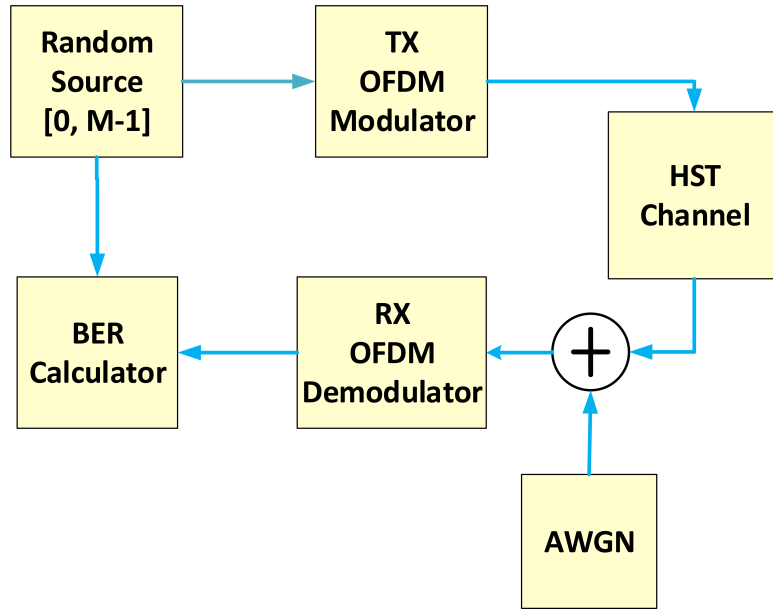 Random
Source
[0, M-1]
TX
OFDM
Modulator
HST
Channel
BER
Calculator
RX
OFDM
Demodulator
+
AWGN